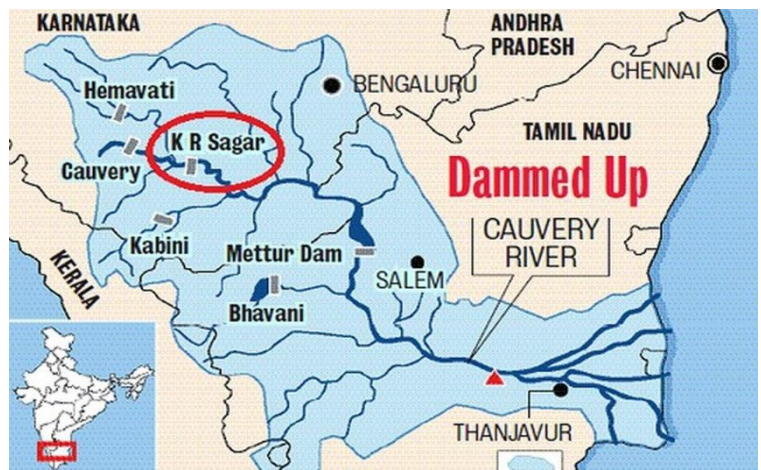 KARNATAKA
ANDHRA
PRADESH
CHENNAI
BENGALURU
Hemavati
K R Sagar
TAMIL NADU
Cauvery
Dammed Up
CAUVERY
RIVER
Kabini
Mettur Dam
KERALA
SALEM
Bhavani
THANJAVUR